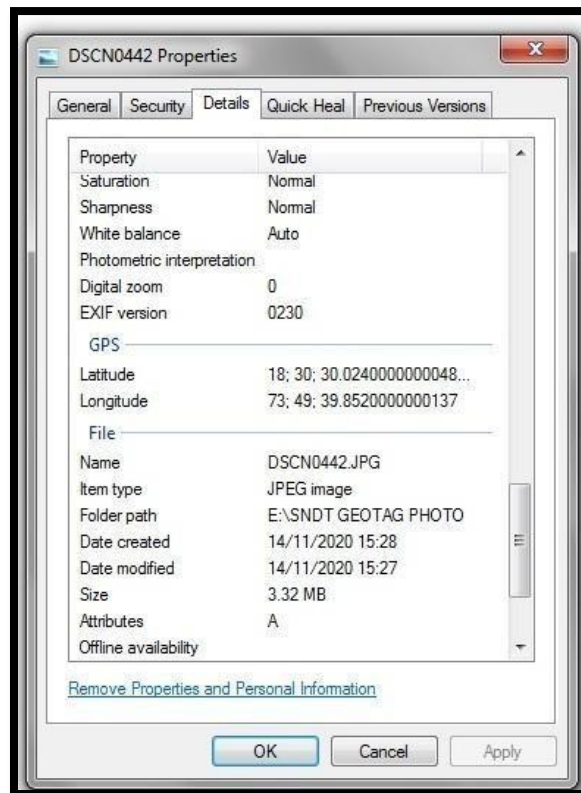 DSCN0442 Properties
General Security Details Quick Heal Previous Versions
Property Value
Saturation Normal
Sharpness Normal
White balance Auto
Photometric interpretation
Digital zoom 0
EXIF version 0230
GPS
Latitude 18; 30; 30.0240000000048...
Longitude 73; 49; 39.8520000000137
File
Name DSCN0442.JPG
Item type JPEG image
Folder path E:\SNDT GEOTAG PHOTO
Date created 14/11/2020 15:28
Date modified 14/11/2020 15:27
Size 3.32 MB
Attributes A
Offline availability
Remove Properties and Personal Information
OK Cancel Apply